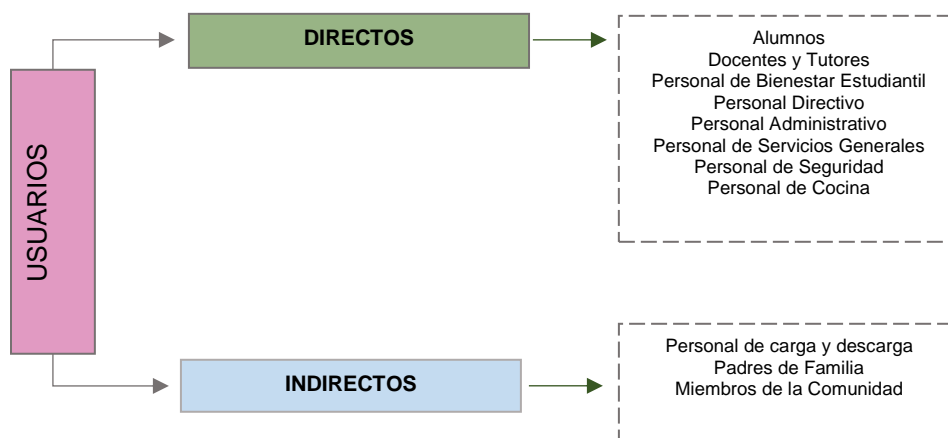 USUARIOS
DIRECTOS
Alumnos
Docentes y Tutores
Personal de Bienestar Estudiantil
Personal Directivo
Personal Administrativo
Personal de Servicios Generales
Personal de Seguridad
Personal de Cocina
INDIRECTOS
Personal de carga y descarga
Padres de Familia
Miembros de la Comunidad